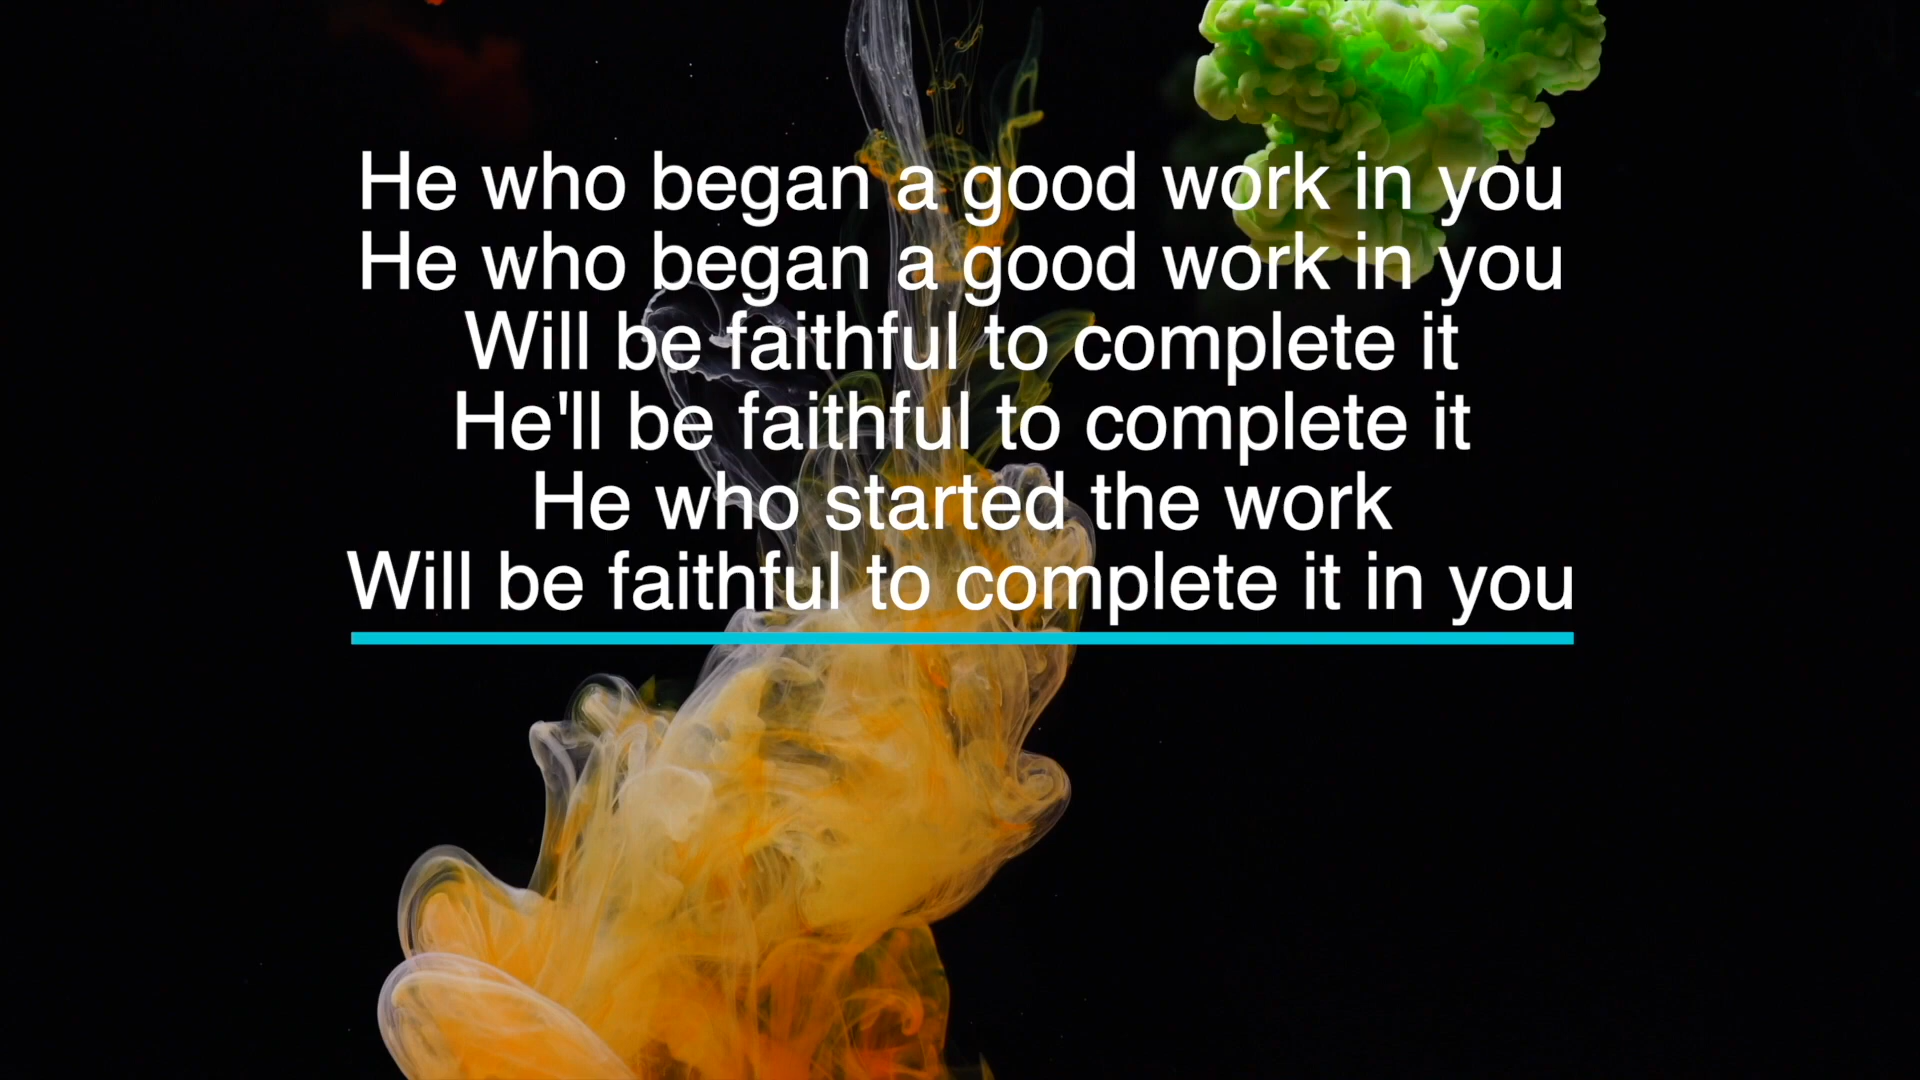 He who began a good work in you
He who began a good work in you
Will be faithful to complete it
He'll be faithful to complete it
He who started the work
Will be faithful to complete it in you